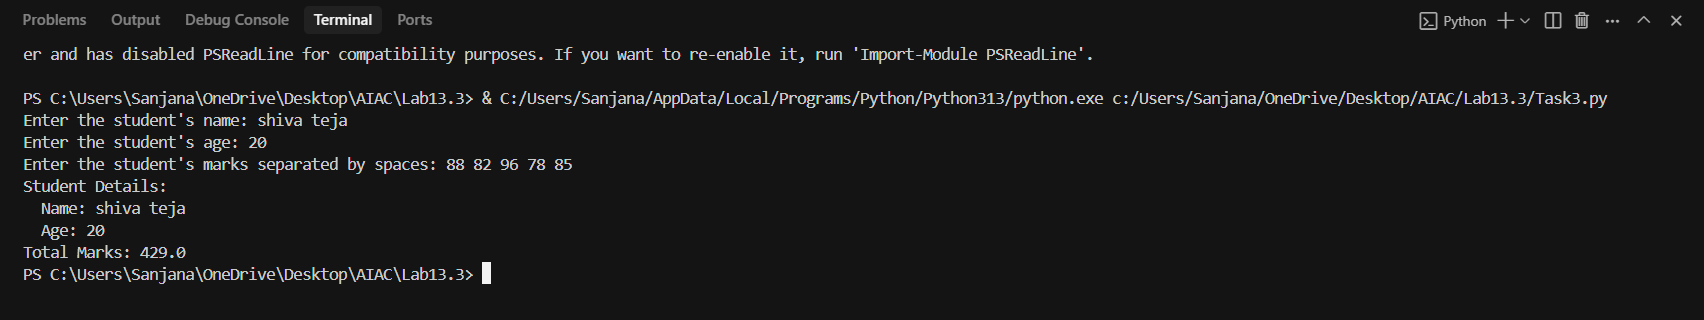 Problems Output Debug Console Terminal Ports Python
er and has disabled PSReadLine for compatibility purposes. If you want to re-enable it, run 'Import-Module PSReadLine'.
PS C:\Users\Sanjana\OneDrive\Desktop\AIAC\Lab13.3> & C:/Users/Sanjana/AppData/Local/Programs/Python/Python313/python.exe c:/Users/Sanjana/OneDrive/Desktop/AIAC/Lab13.3/Task3.py
Enter the student's name: shiva teja
Enter the student's age: 20
Enter the student's marks separated by spaces: 88 82 96 78 85
Student Details:
  Name: shiva teja
  Age: 20
Total Marks: 429.0
PS C:\Users\Sanjana\OneDrive\Desktop\AIAC\Lab13.3>